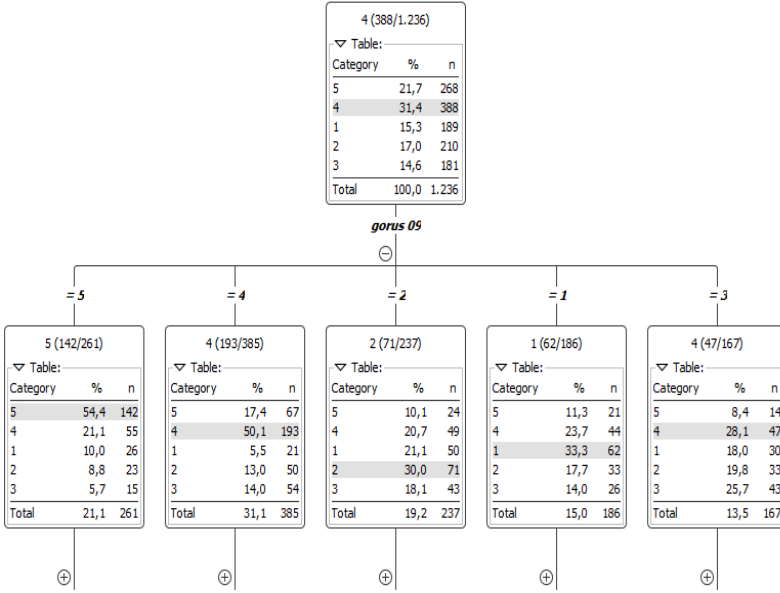 4 (388/1.236)
Table:
Category % n
5 21,7 268
4 31,4 388
1 15,3 189
2 17,0 210
3 14,6 181
Total 100,0 1.236
gorus 09
= 5
= 4
= 2
= 1
= 3
5 (142/261)
Table:
Category % n
5 54,4 142
4 21,1 55
1 10,0 26
2 8,8 23
3 5,7 15
Total 21,1 261
4 (193/385)
Table:
Category % n
5 17,4 67
4 50,1 193
1 5,5 21
2 13,0 50
3 14,0 54
Total 31,1 385
2 (71/237)
Table:
Category % n
5 10,1 24
4 20,7 49
1 21,1 50
2 30,0 71
3 18,1 43
Total 19,2 237
1 (62/186)
Table:
Category % n
5 11,3 21
4 23,7 44
1 33,3 62
2 17,7 33
3 14,0 26
Total 15,0 186
4 (47/167)
Table:
Category % n
5 8,4 14
4 28,1 47
1 18,0 30
2 19,8 33
3 25,7 43
Total 13,5 167